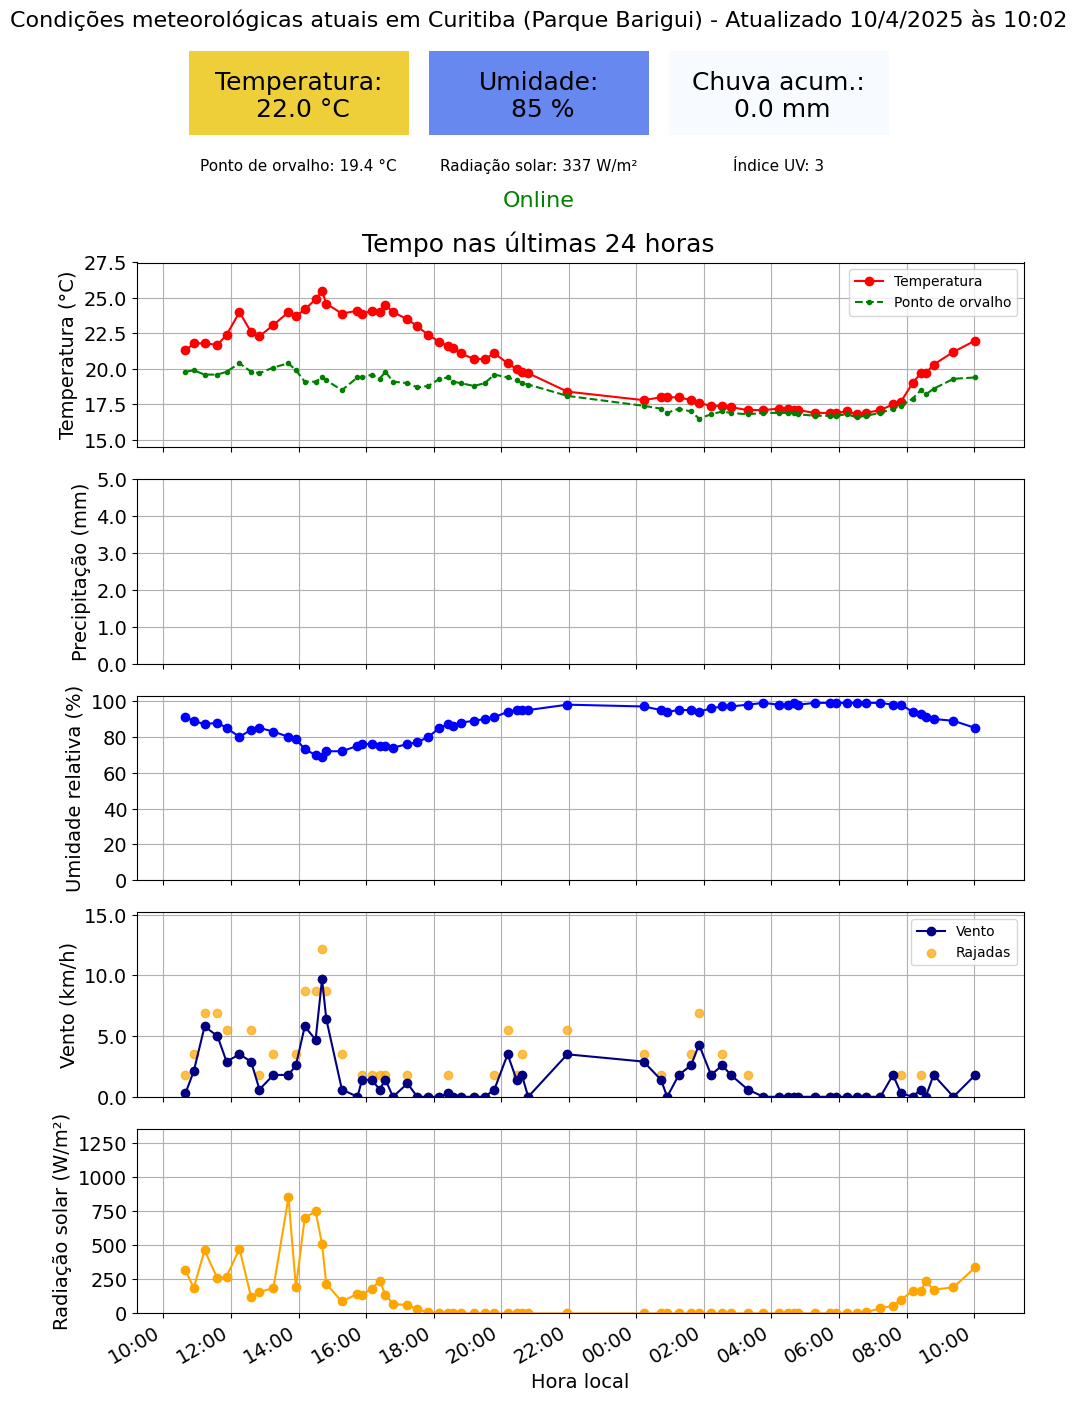 Condições meteorológicas atuais em Curitiba (Parque Barigui) - Atualizado 10/4/2025 às 10:02
Temperatura:
22.0 °C
Umidade:
85 %
Chuva acum.:
0.0 mm
Ponto de orvalho: 19.4 °C
Radiação solar: 337 W/m²
Índice UV: 3
Online
Tempo nas últimas 24 horas
Temperatura (°C)
27.5
25.0
22.5
20.0
17.5
15.0
Temperatura
Ponto de orvalho
Precipitação (mm)
5.0
4.0
3.0
2.0
1.0
0.0
Umidade relativa (%)
100
80
60
40
20
0
Vento (km/h)
15.0
10.0
5.0
0.0
Vento
Rajadas
Radiação solar (W/m²)
1250
1000
750
500
250
0
10:00
12:00
14:00
16:00
18:00
20:00
22:00
00:00
02:00
04:00
06:00
08:00
10:00
Hora local